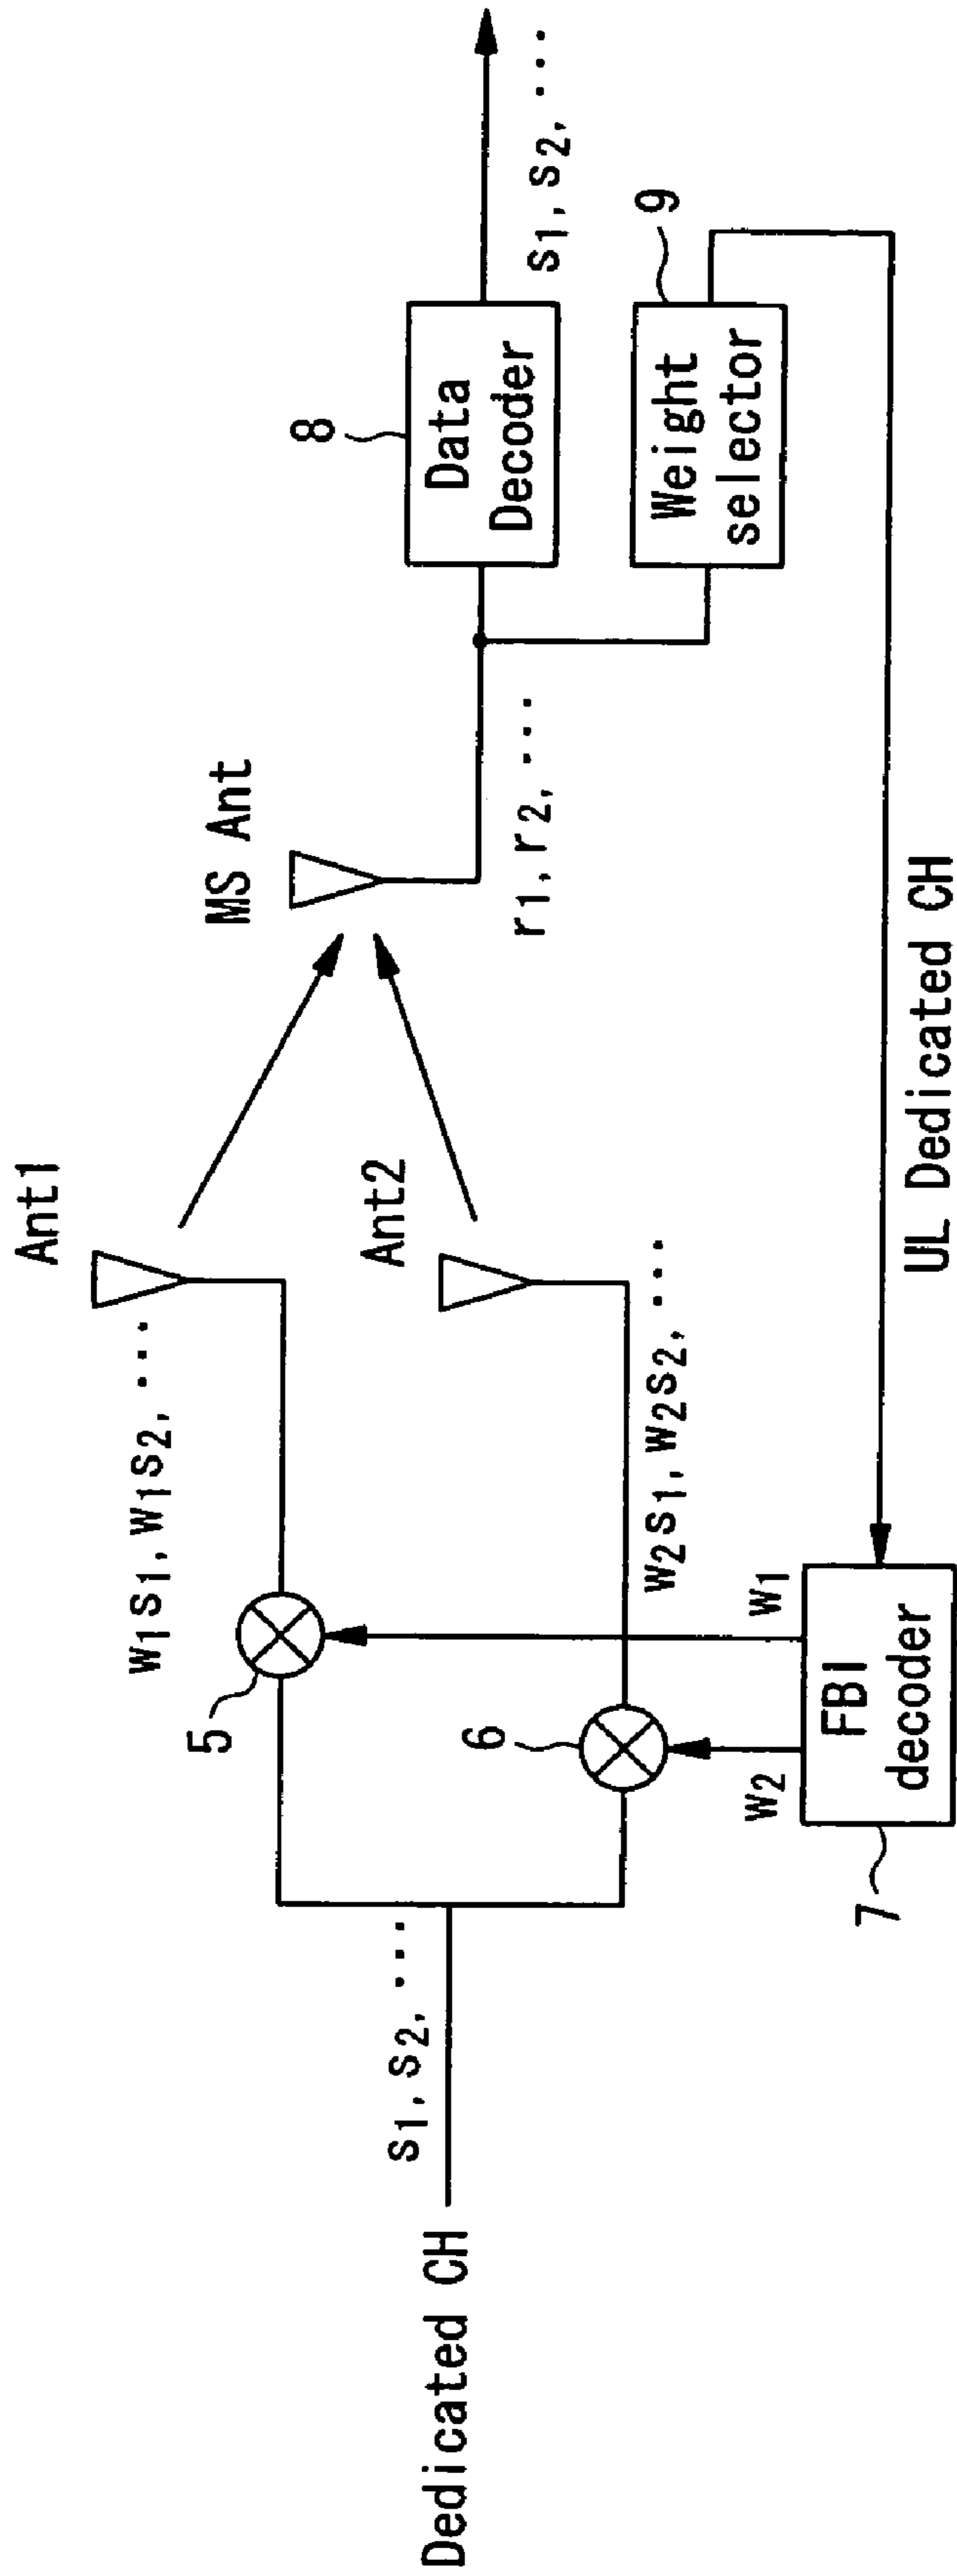 Dedicated CH
s1, s2, ...
5
w1s1, w1s2, ...
Ant1
6
w2
w1
FBI
decoder
7
w2s1, w2s2, ...
Ant2
MS Ant
r1, r2, ...
8
Data
Decoder
s1, s2, ...
9
Weight
selector
UL Dedicated CH